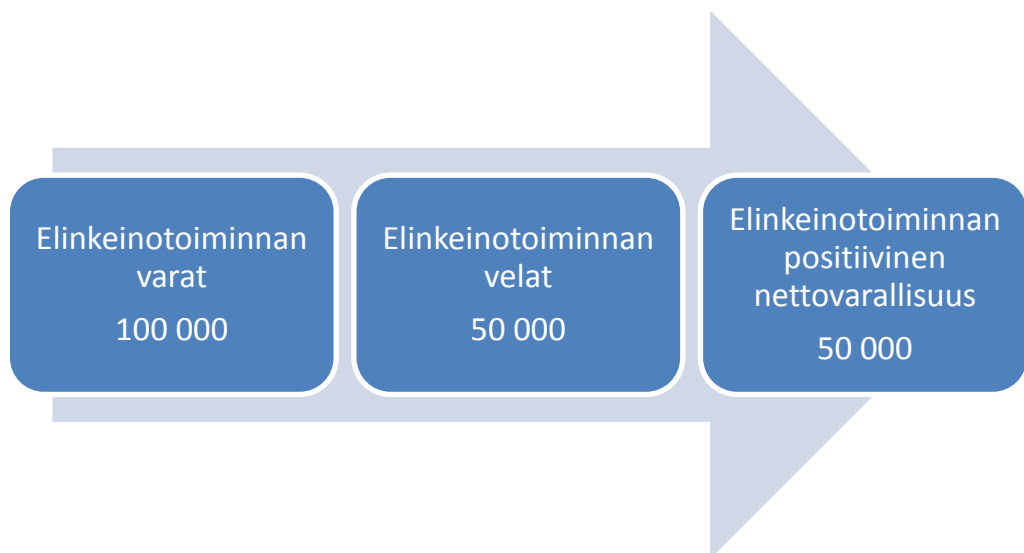 Elinkeinotoiminnan
varat
100 000
Elinkeinotoiminnan
velat
50 000
Elinkeinotoiminnan
positiivinen
nettovarallisuus
50 000